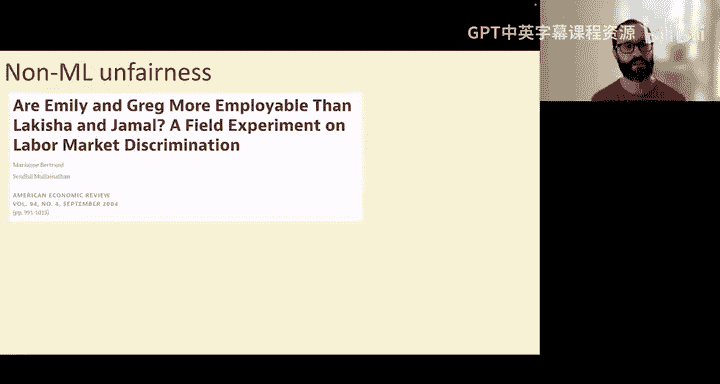 GPT中英字幕课程资源
Non-ML unfairness
Are Emily and Greg More Employable Than
Lakisha and Jamal? A Field Experiment on
Labor Market Discrimination
Marianne Bertrand
Sendhil Mullainathan
AMERICAN ECONOMIC REVIEW
VOL. 94, NO. 4, SEPTEMBER 2004
(pp. 991-1013)